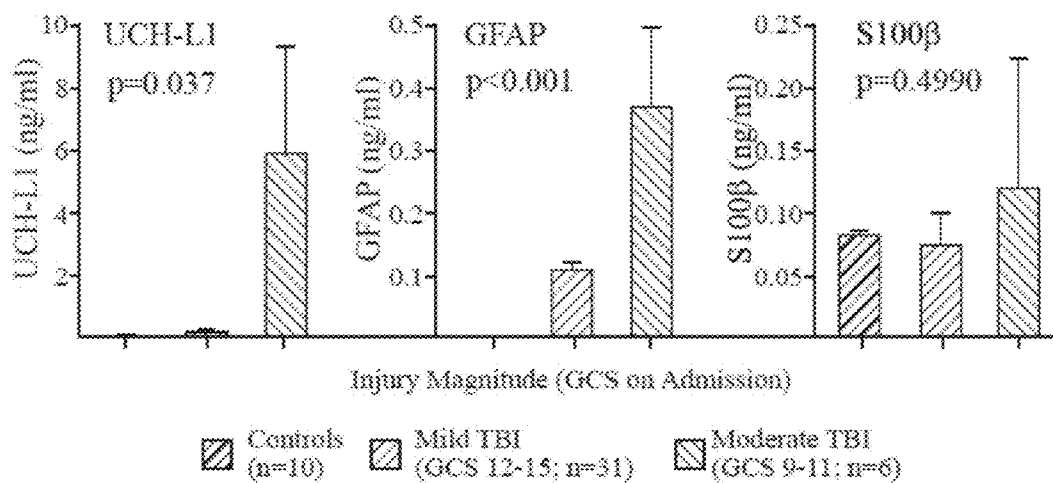 UCH-L1
p=0.037
UCH-L1 (ng/ml)
10
8
6
4
2
GFAP
p<0.001
GFAP (ng/ml)
0.5
0.4
0.3
0.2
0.1
S100β
p=0.4990
S100β (ng/ml)
0.25
0.20
0.15
0.10
0.05
Injury Magnitude (GCS on Admission)
Controls
(n=10)
Mild TBI
(GCS 12-15; n=31)
Moderate TBI
(GCS 9-11; n=6)